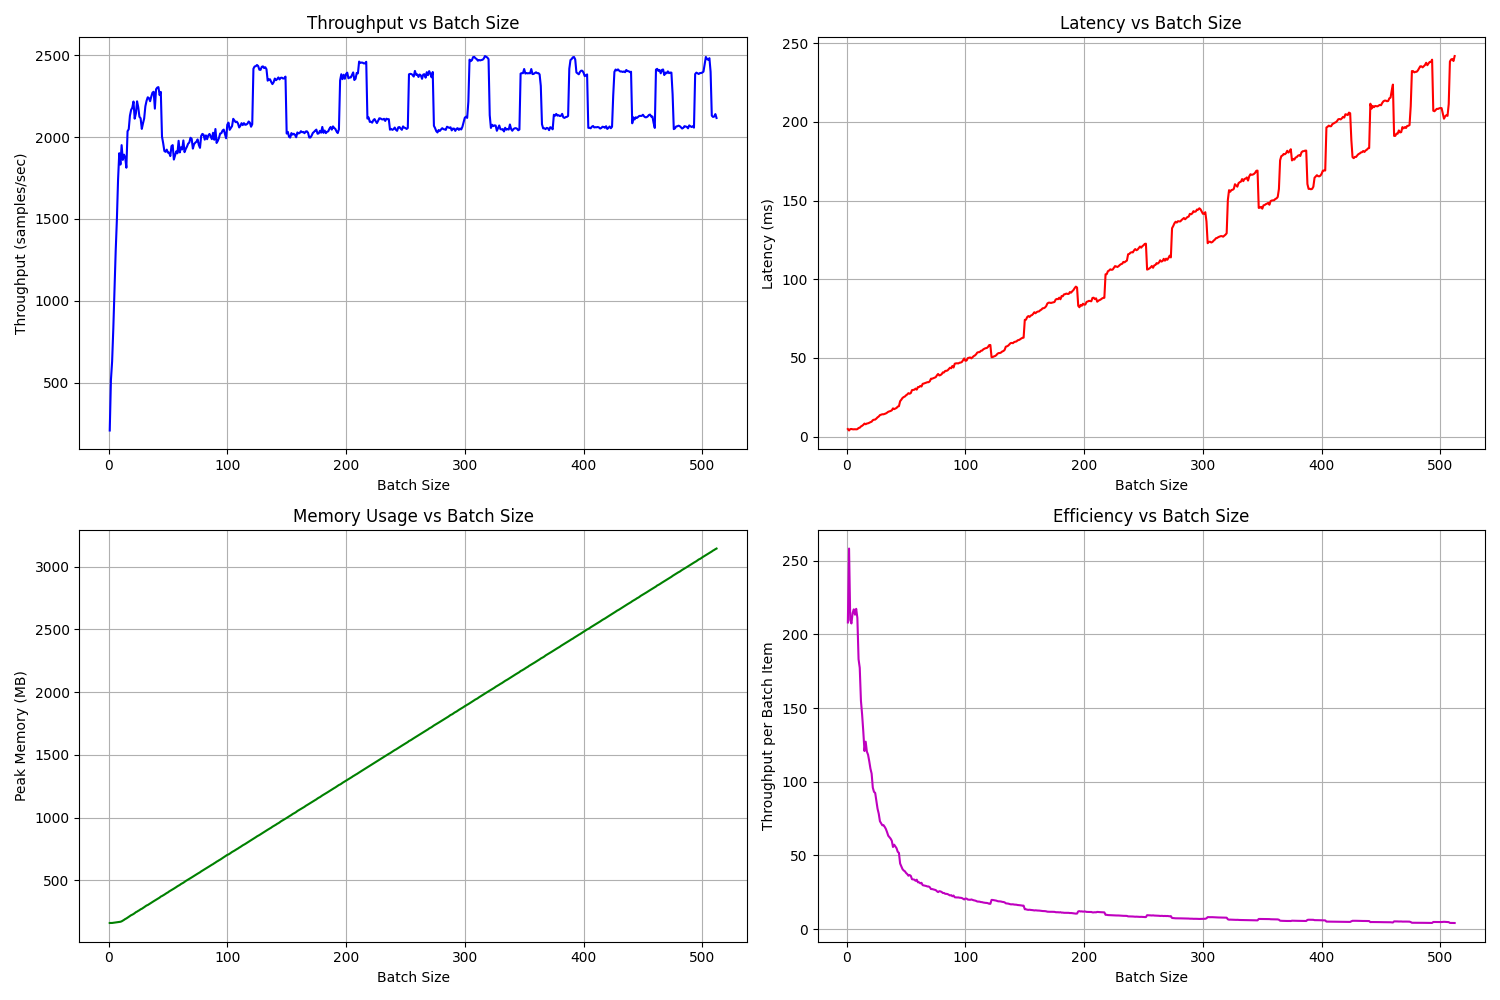 Throughput vs Batch Size
Throughput (samples/sec)
2500
2000
1500
1000
500
0 100 200 300 400 500
Batch Size
Latency vs Batch Size
Latency (ms)
250
200
150
100
50
0
0 100 200 300 400 500
Batch Size
Memory Usage vs Batch Size
Peak Memory (MB)
3000
2500
2000
1500
1000
500
0 100 200 300 400 500
Batch Size
Efficiency vs Batch Size
Throughput per Batch Item
250
200
150
100
50
0
0 100 200 300 400 500
Batch Size